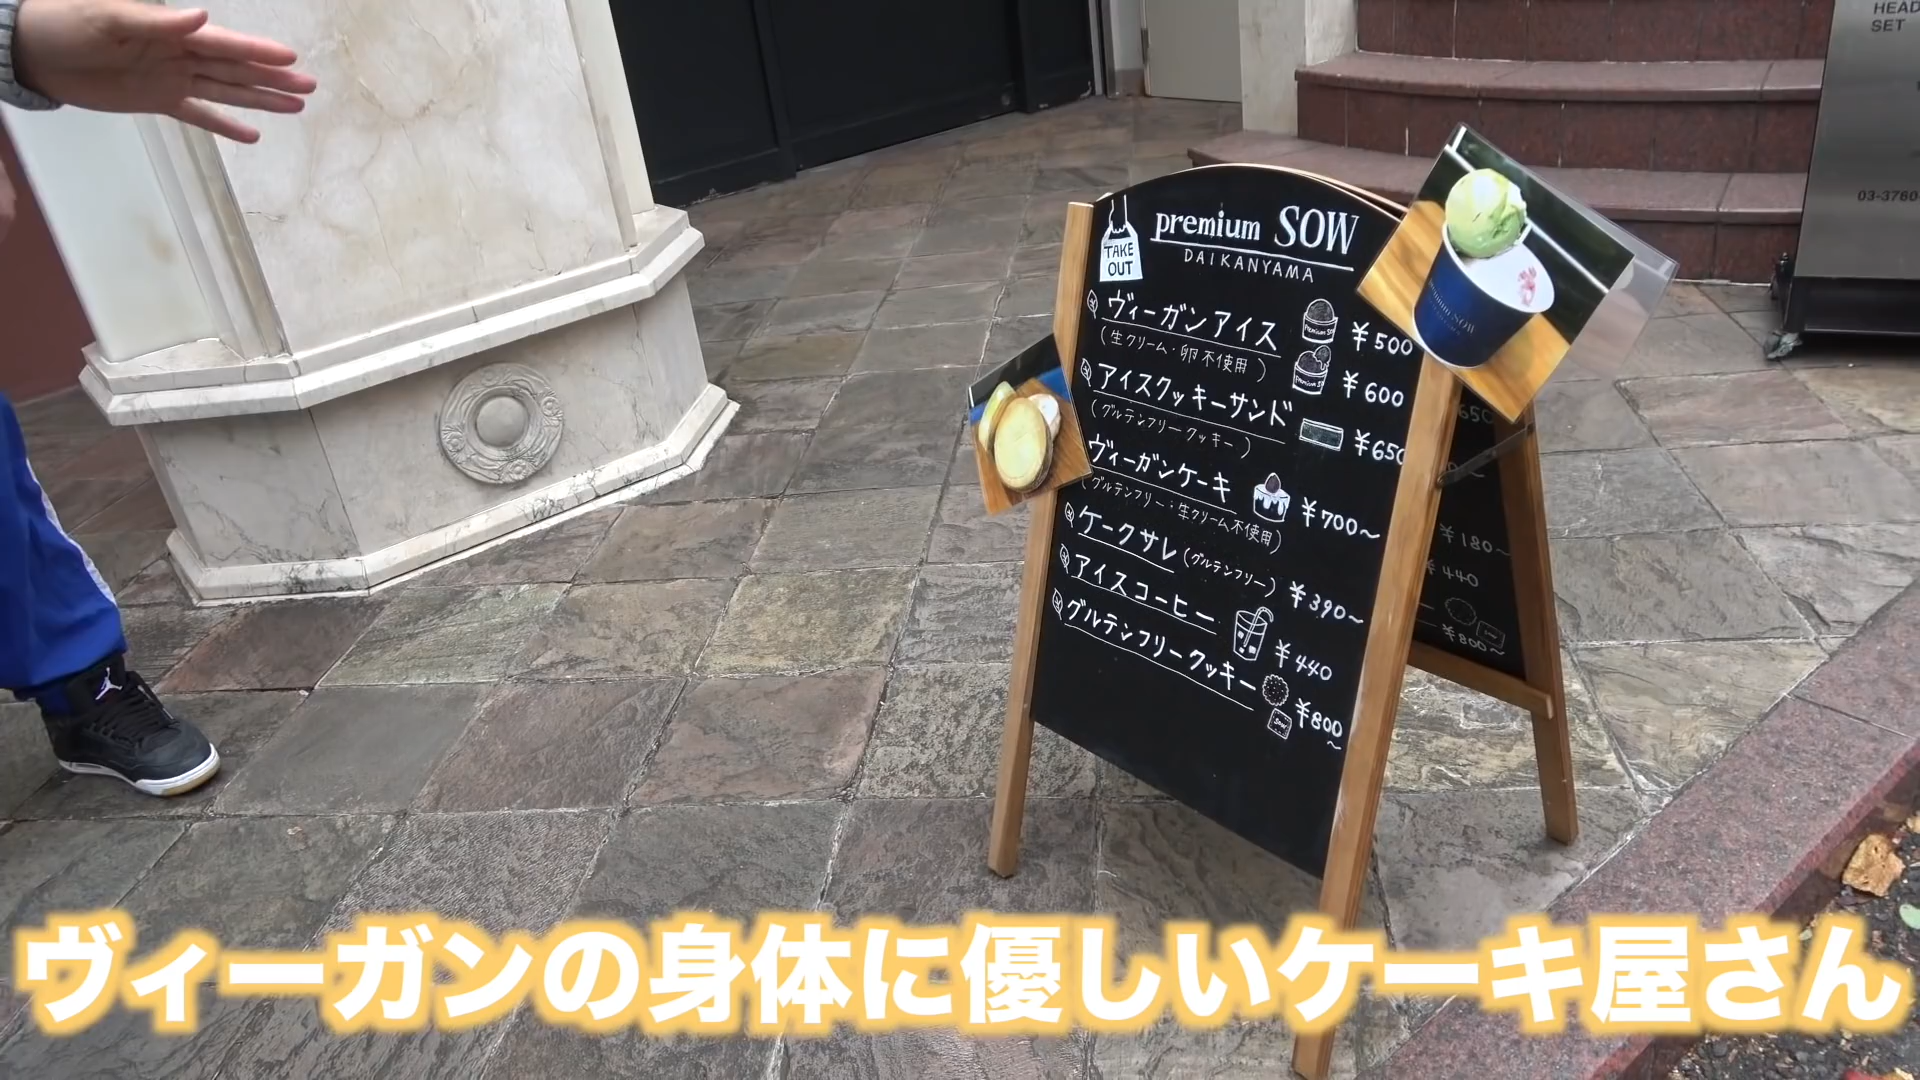 HEAD
SET
03-3760
TAKE
OUT
premium SOW
DAIKANYAMA
ヴィーガンアイス ¥500
(生クリーム・卵不使用) ¥600
アイスクッキーサンド ¥650
(グルテンフリークッキー)
ヴィーガンケーキ ¥700~
(グルテンフリー・生クリーム不使用)
ケークサレ(グルテンフリー) ¥390~
アイスコーヒー ¥440
グルテンフリークッキー ¥800~
650
¥180~
¥440
¥800~
ヴィーガンの身体に優しいケーキ屋さん